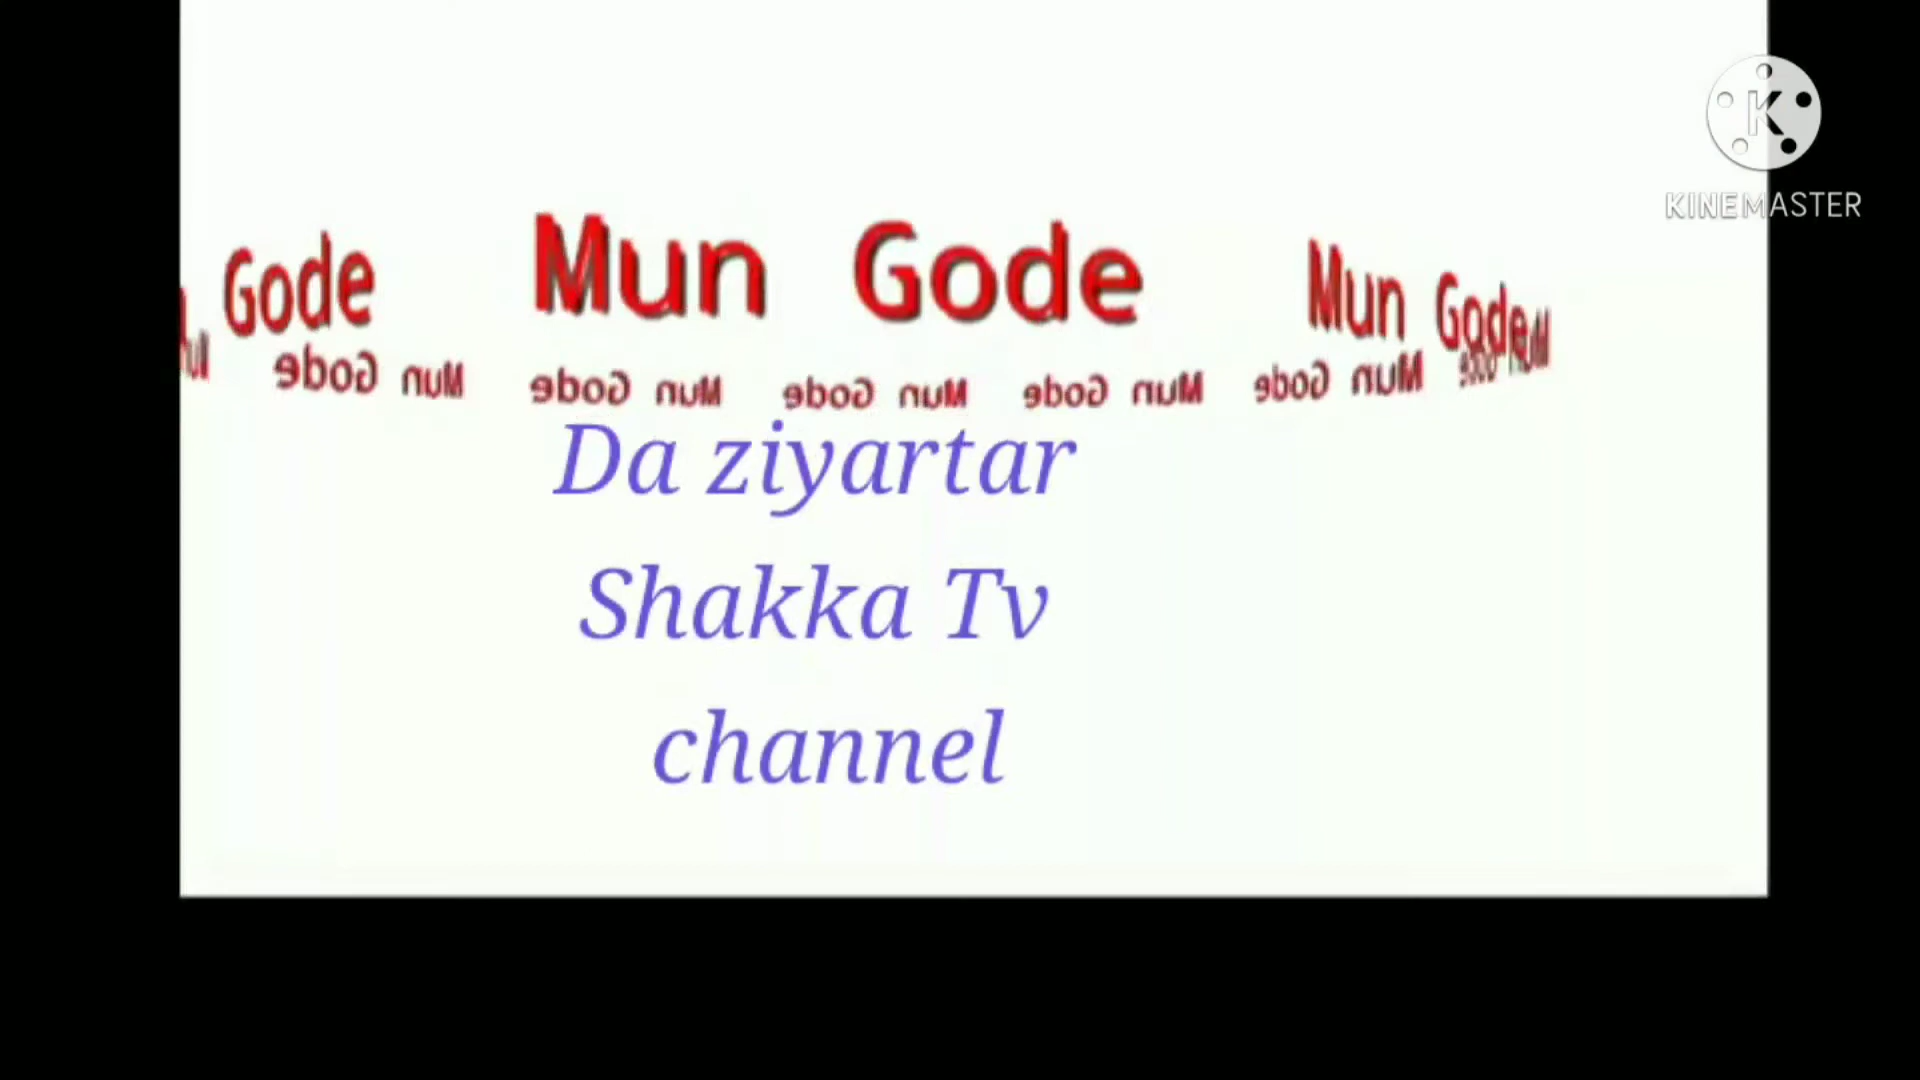 K
KINEMASTER
Gode Mun Gode Mun Gode
Gode Mun Gode Mun Gode Mun Gode Mun Gode Mun
Da ziyartar
Shakka Tv
channel